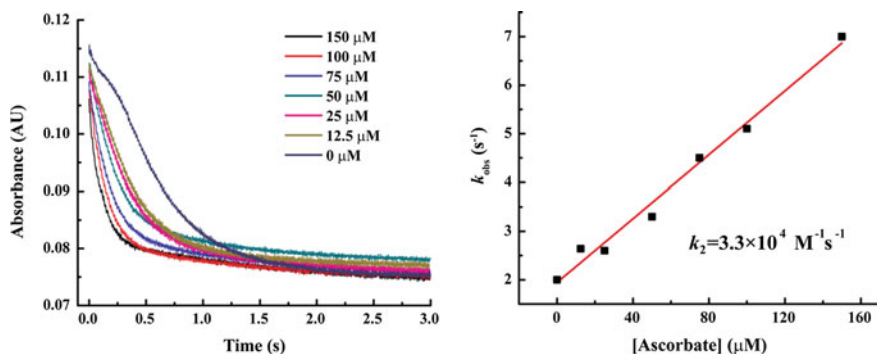 0.12
0.11
0.10
0.09
0.08
0.07
Absorbance (AU)
150 μM
100 μM
75 μM
50 μM
25 μM
12.5 μM
0 μM
0.0 0.5 1.0 1.5 2.0 2.5 3.0
Time (s)
7
6
5
4
3
2
k_obs (s⁻¹)
k₂=3.3×10⁴ M⁻¹s⁻¹
0 40 80 120 160
[Ascorbate] (μM)